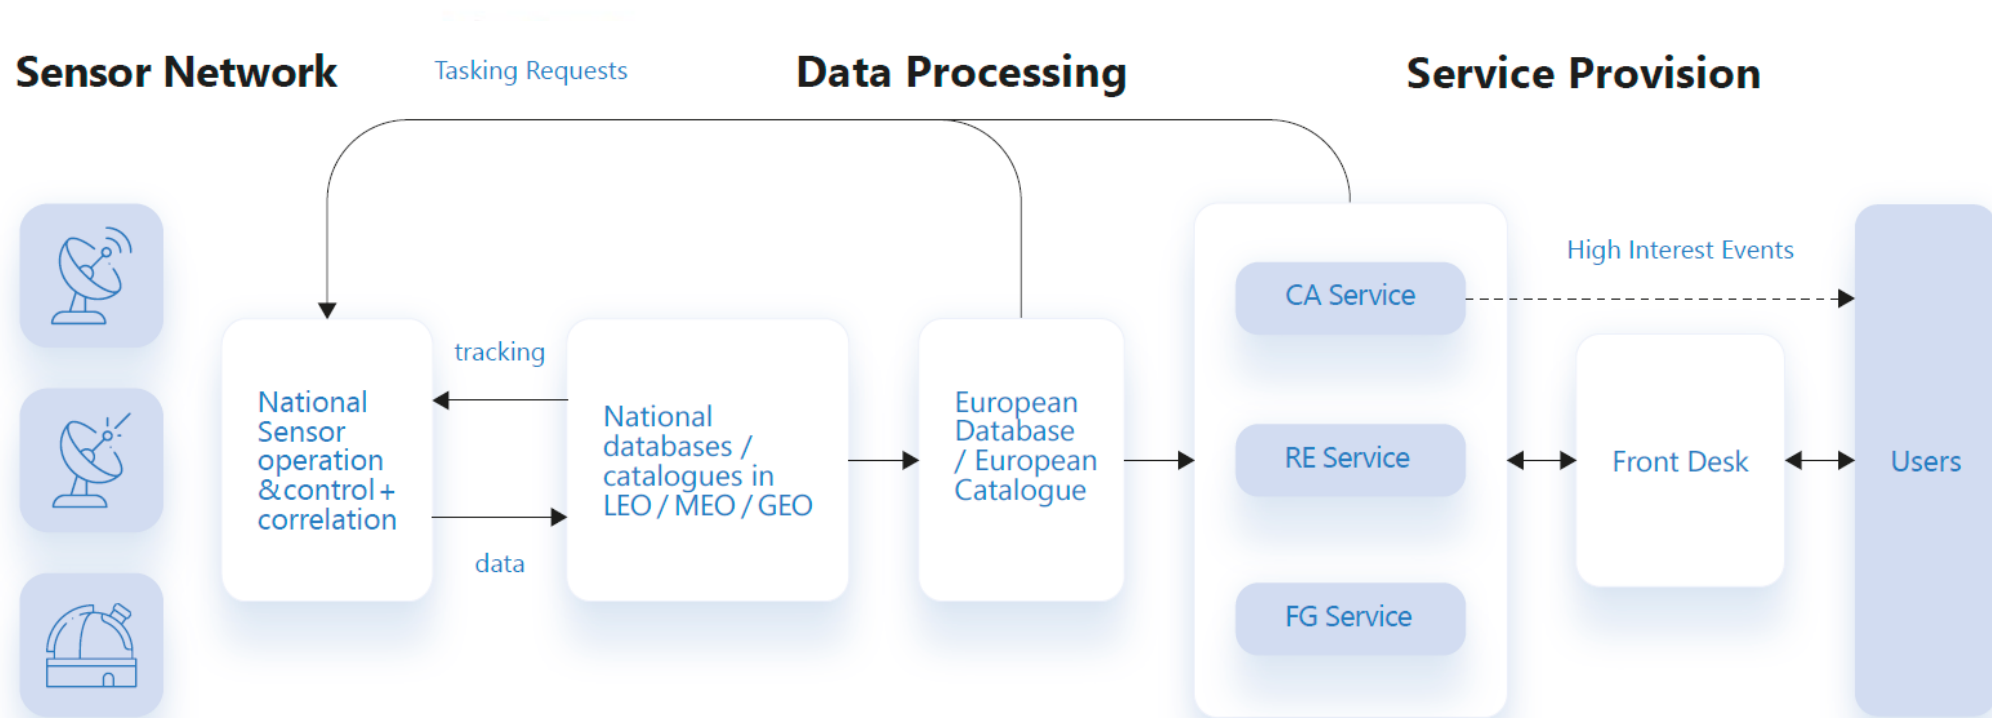 Sensor Network
Tasking Requests
Data Processing
Service Provision
High Interest Events
CA Service
tracking
National
Sensor
operation
&control+
correlation
National
databases /
catalogues in
LEO / MEO / GEO
European
Database
/ European
Catalogue
RE Service
Front Desk
Users
data
FG Service